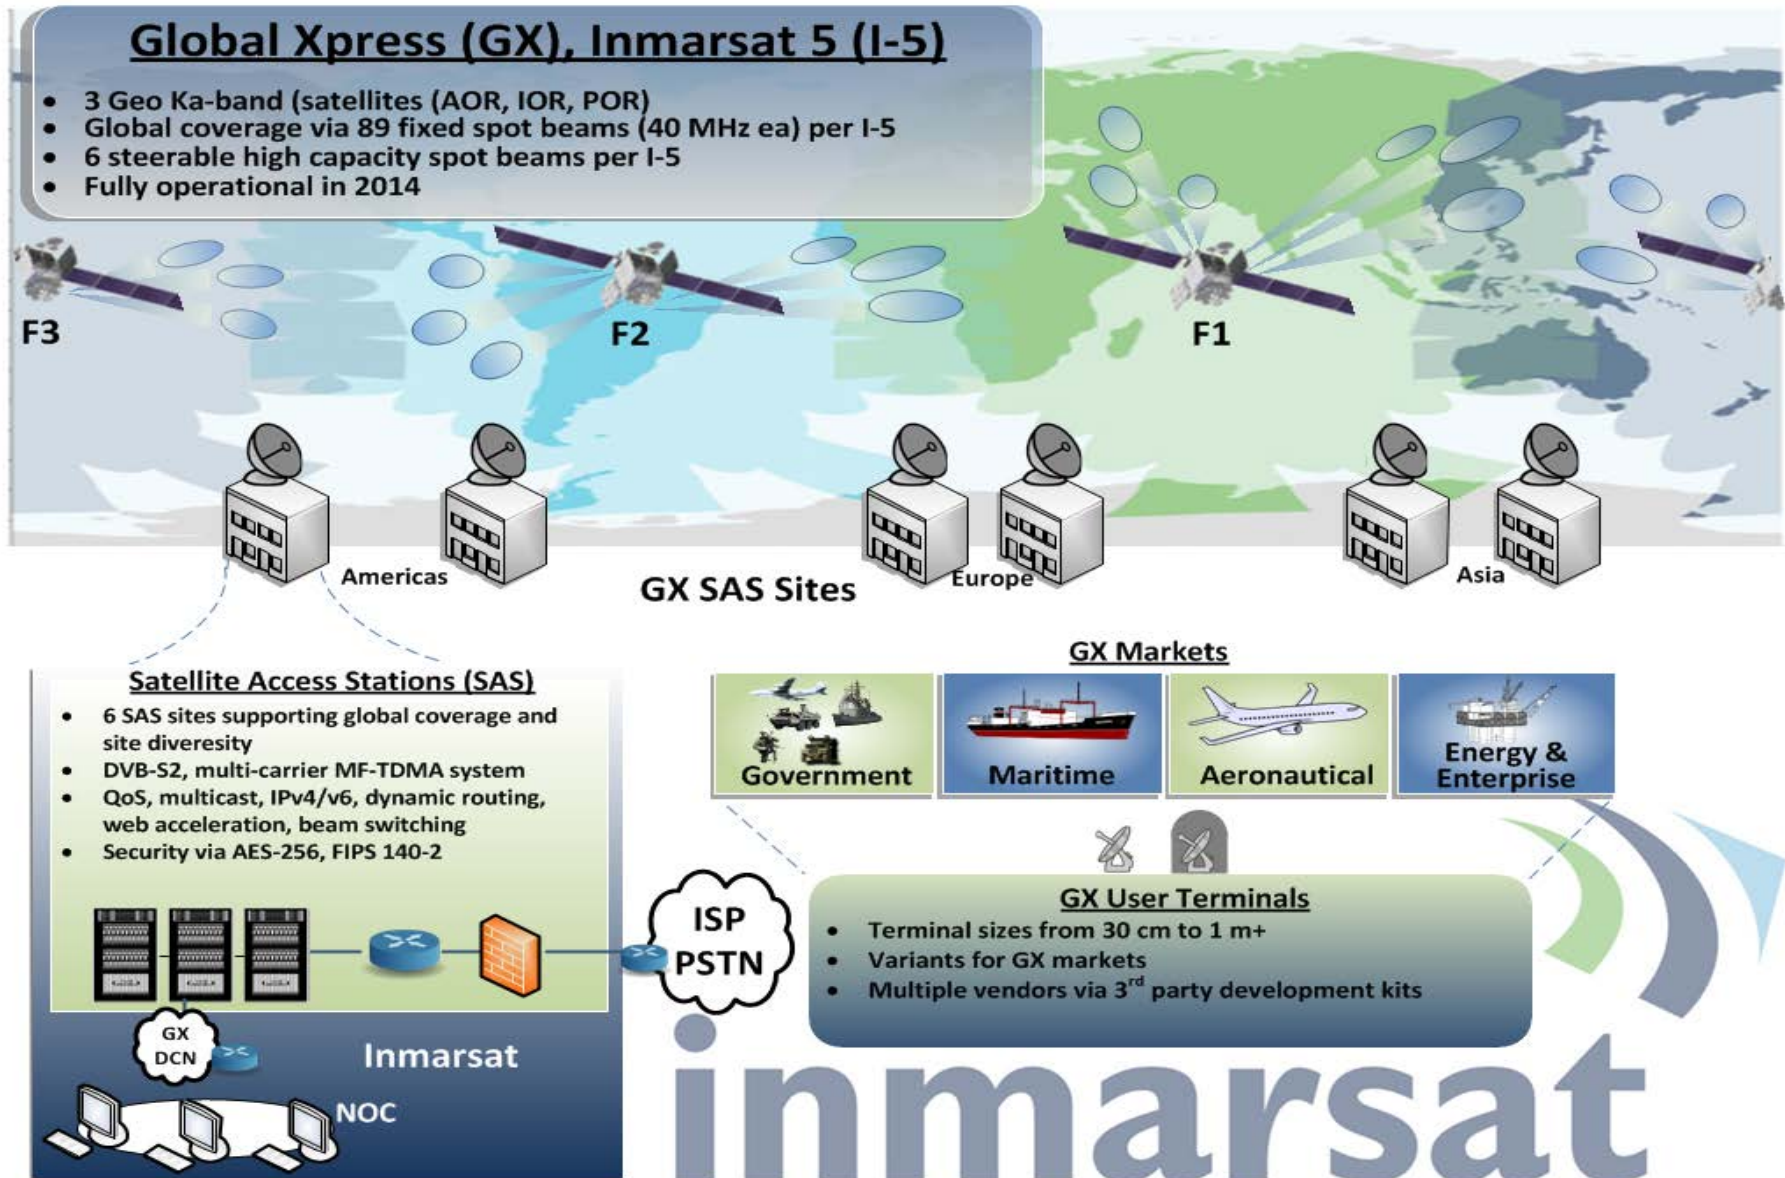 Global Xpress (GX), Inmarsat 5 (I-5)
• 3 Geo Ka-band (satellites (AOR, IOR, POR)
• Global coverage via 89 fixed spot beams (40 MHz ea) per I-5
• 6 steerable high capacity spot beams per I-5
• Fully operational in 2014
F3
F2
F1
Americas
GX SAS Sites
Europe
Asia
Satellite Access Stations (SAS)
• 6 SAS sites supporting global coverage and
site diveresity
• DVB-S2, multi-carrier MF-TDMA system
• QoS, multicast, IPv4/v6, dynamic routing,
web acceleration, beam switching
• Security via AES-256, FIPS 140-2
GX
DCN
Inmarsat
NOC
ISP
PSTN
GX Markets
Government
Maritime
Aeronautical
Energy &
Enterprise
GX User Terminals
• Terminal sizes from 30 cm to 1 m+
• Variants for GX markets
• Multiple vendors via 3rd party development kits
inmarsat